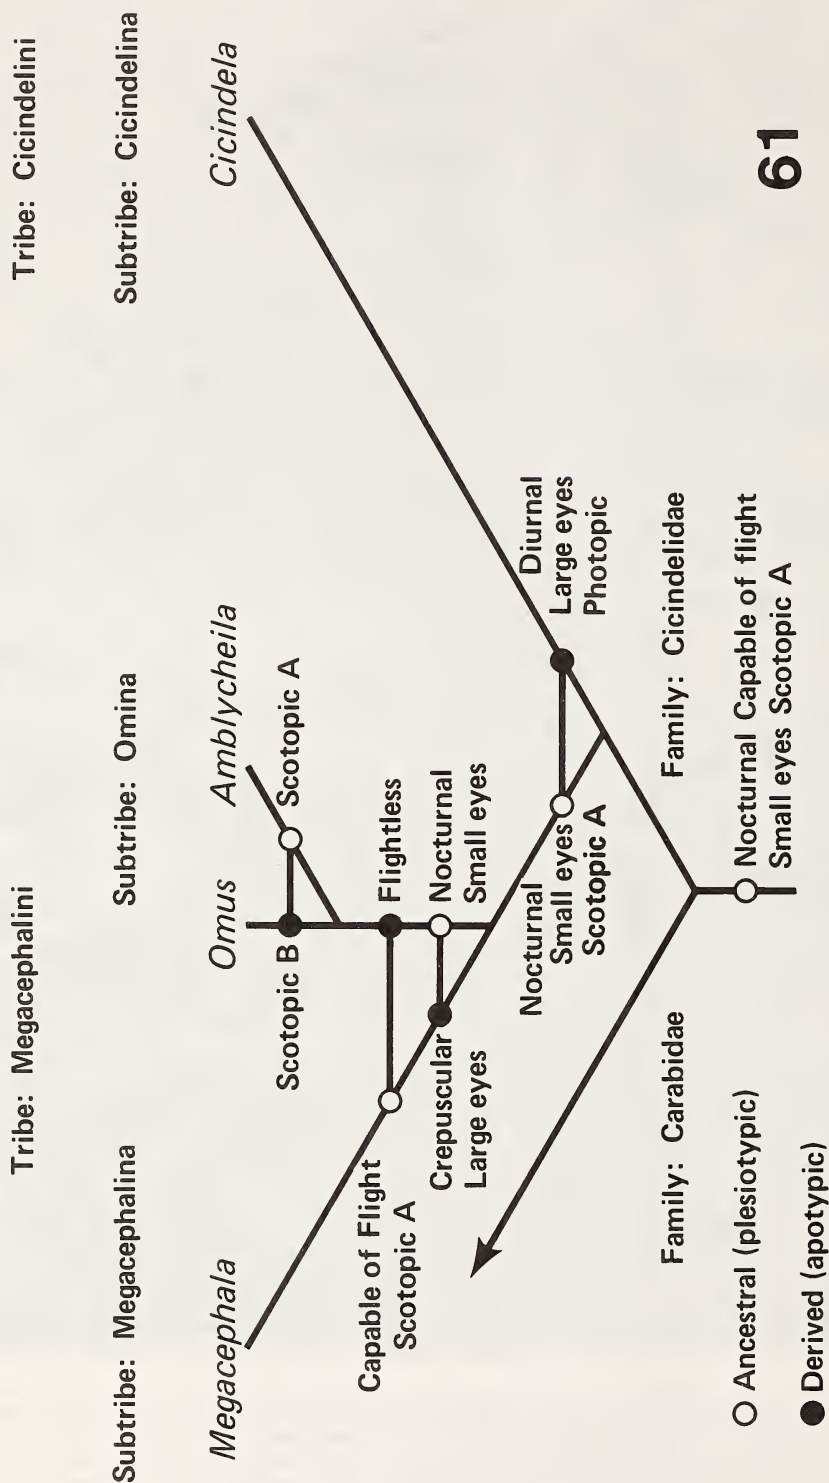 Tribe: Megacephalini
Tribe: Cicindelini
Subtribe: Megacephalina
Subtribe: Omina
Subtribe: Cicindelina
Megacephala
Omus
Amblycheila
Cicindela
Scotopic B
Scotopic A
Capable of Flight
Scotopic A
Flightless
Crepuscular
Large eyes
Nocturnal
Small eyes
Nocturnal
Small eyes
Scotopic A
Diurnal
Large eyes
Photopic
Family: Carabidae
Family: Cicindelidae
Nocturnal Capable of flight
Small eyes Scotopic A
Ancestral (plesiotypic)
Derived (apotypic)
61